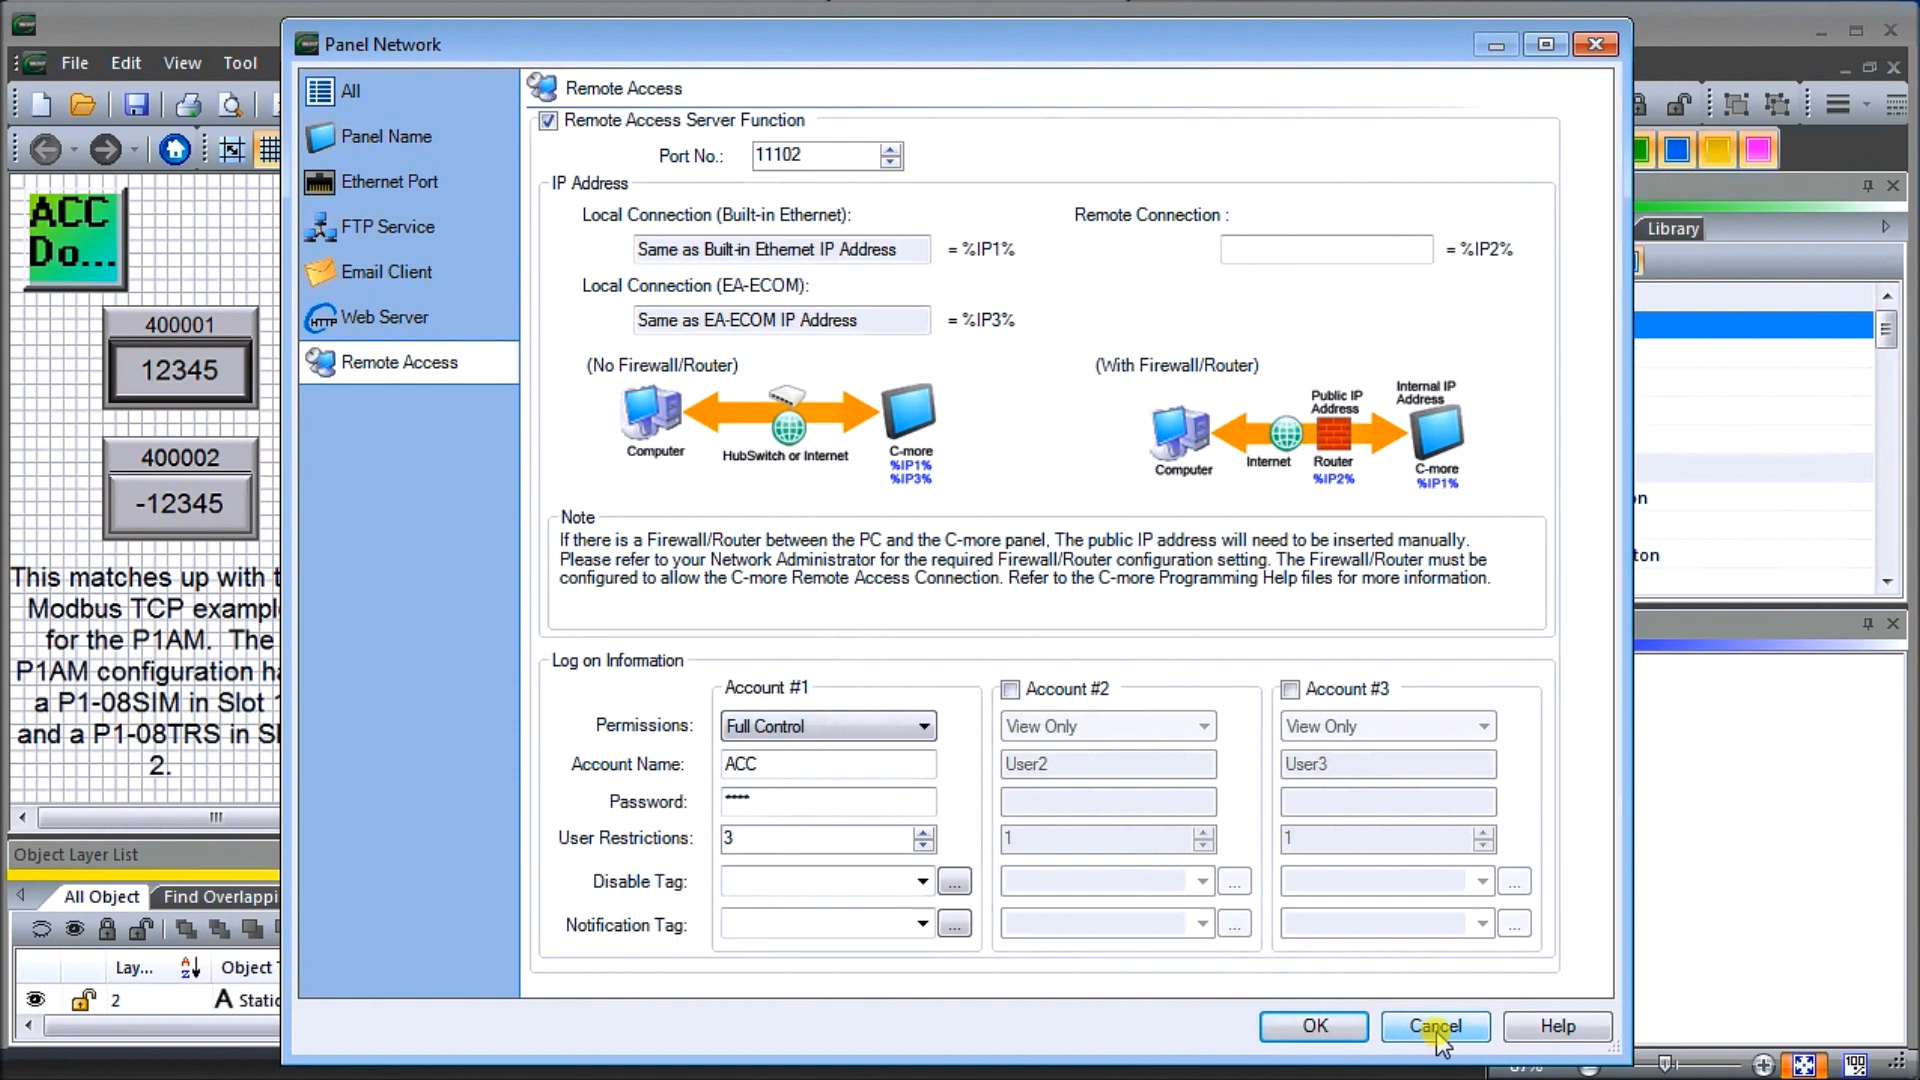 Panel Network
File Edit View Tool
All
Panel Name
Ethernet Port
FTP Service
Email Client
HTTP Web Server
Remote Access
Remote Access
Remote Access Server Function
Port No.: 11102
IP Address
Local Connection (Built-in Ethernet):
Remote Connection :
Same as Built-in Ethernet IP Address = %IP1%
= %IP2%
Local Connection (EA-ECOM):
Same as EA-ECOM IP Address = %IP3%
(No Firewall/Router)
(With Firewall/Router)
Computer
HubSwitch or Internet
C-more
%IP1%
%IP3%
Public IP
Address
Internal IP
Address
Computer
Internet
Router
%IP2%
C-more
%IP1%
Note
If there is a Firewall/Router between the PC and the C-more panel, The public IP address will need to be inserted manually.
Please refer to your Network Administrator for the required Firewall/Router configuration setting. The Firewall/Router must be
configured to allow the C-more Remote Access Connection. Refer to the C-more Programming Help files for more information.
Log on Information
Account #1 Account #2 Account #3
Permissions: Full Control View Only View Only
Account Name: ACC User2 User3
Password: ****
User Restrictions: 3 1 1
Disable Tag: ... ... ...
Notification Tag: ... ... ...
OK Cancel Help
ACC
Do...
400001
12345
400002
-12345
This matches up with t
Modbus TCP example
for the P1AM. The
P1AM configuration ha
a P1-08SIM in Slot 1
and a P1-08TRS in Sl
2.
Object Layer List
All Object Find Overlappi
Lay... Object T
2 A Static
Library
on
ton
100